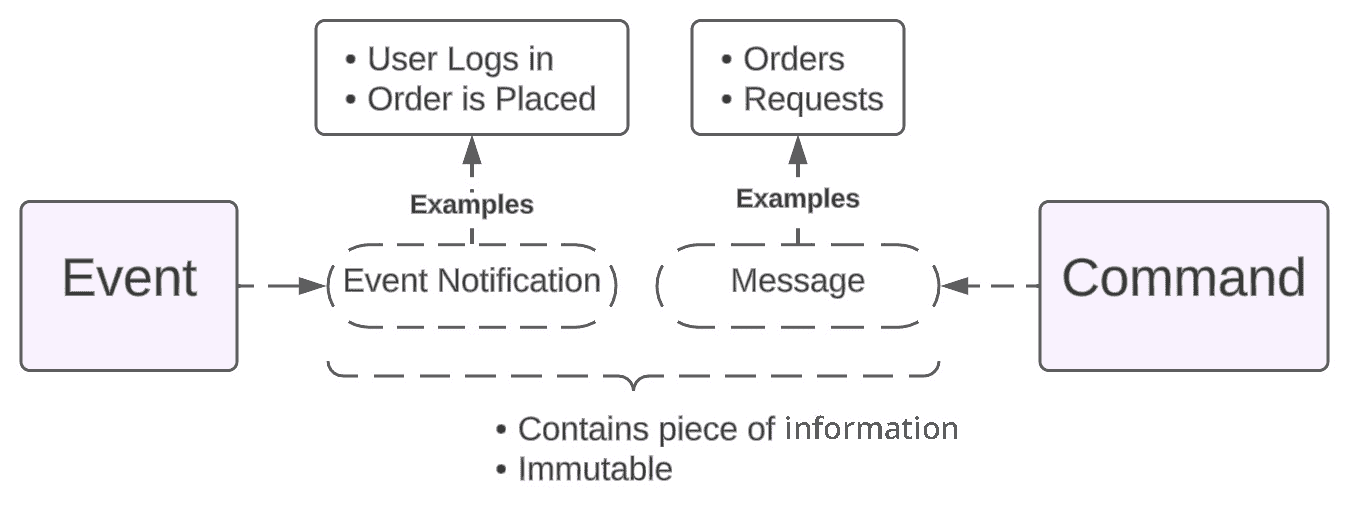 • User Logs in
• Order is Placed
• Orders
• Requests
Examples
Examples
Event
Event Notification
Message
Command
• Contains piece of information
• Immutable